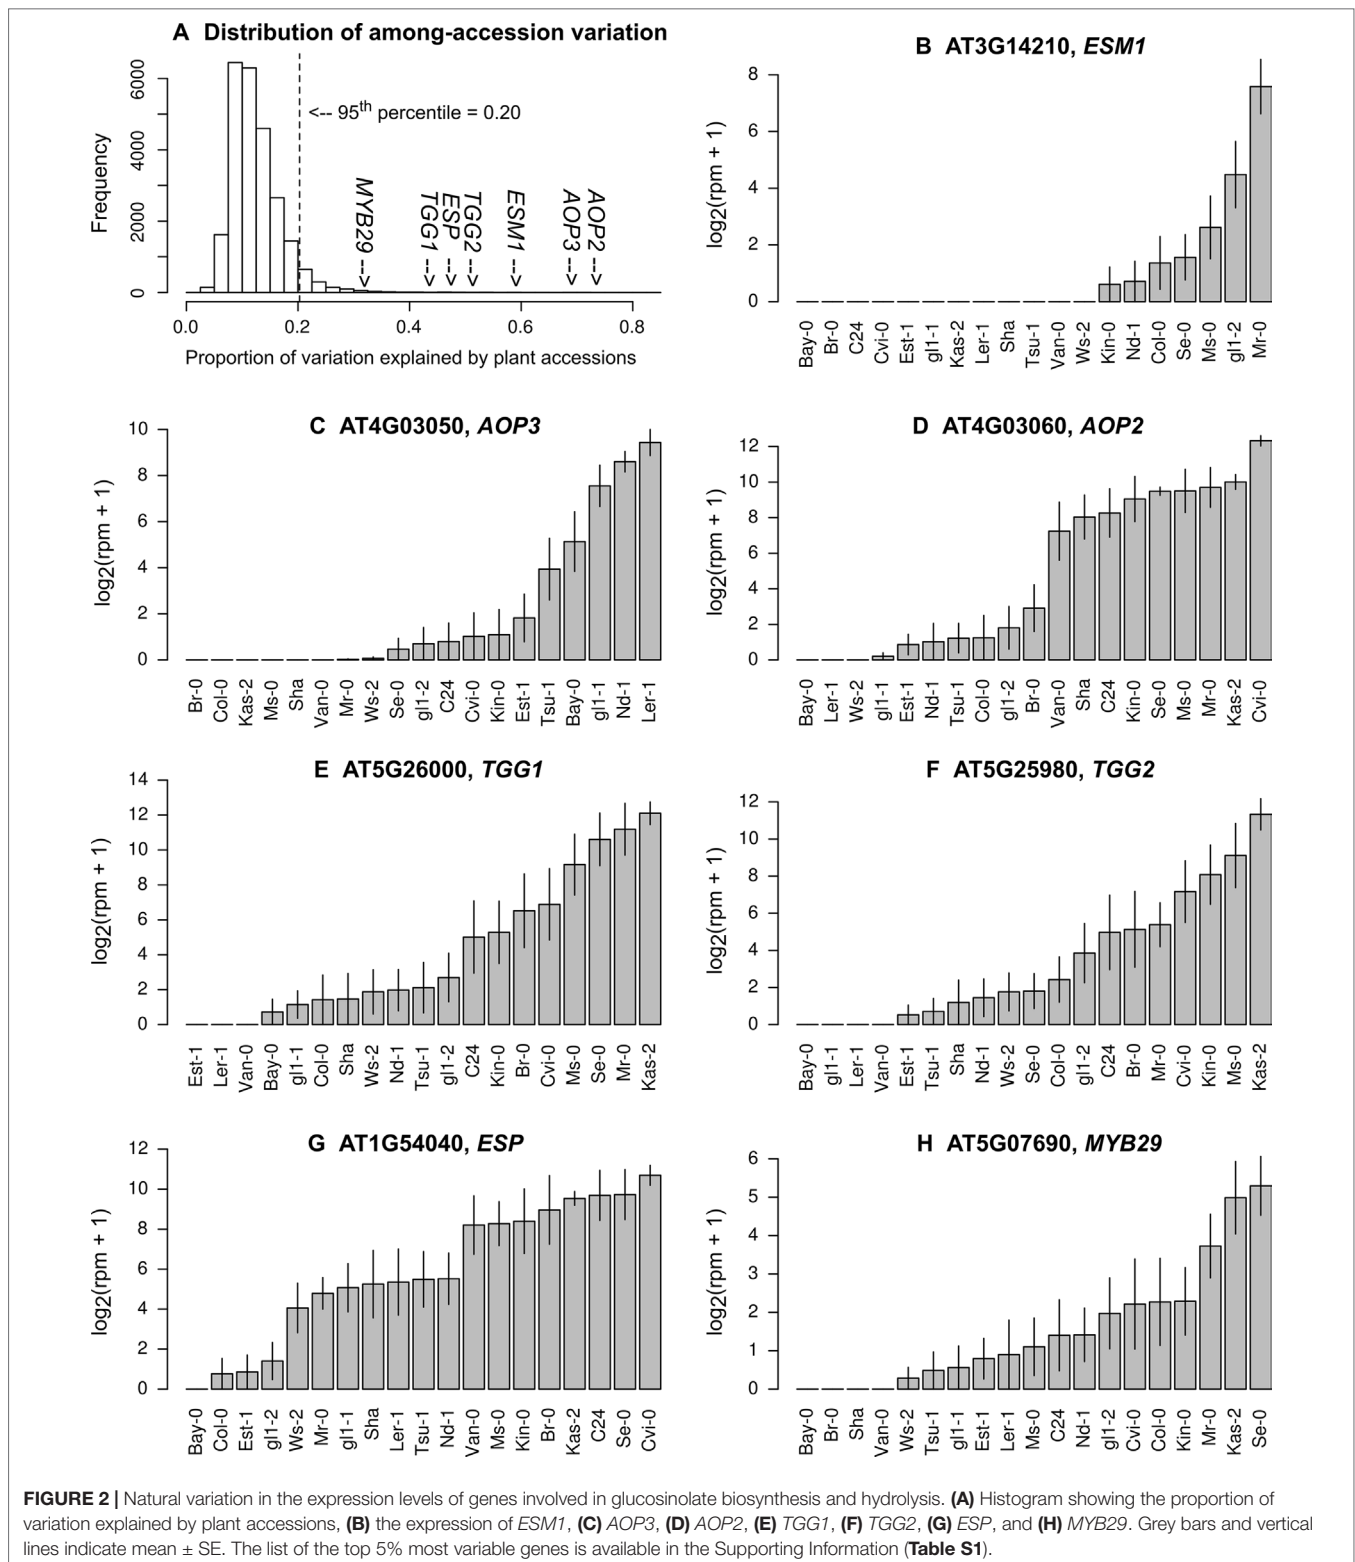 A Distribution of among-accession variation
6000
4000
2000
0
Frequency
<-- 95th percentile = 0.20
MYB29 -->
TGG1 -->
ESP -->
TGG2 -->
ESM1 -->
AOP3 -->
AOP2 -->
0.0 0.2 0.4 0.6 0.8
Proportion of variation explained by plant accessions
B AT3G14210, ESM1
8
6
4
2
0
log2(rpm + 1)
Bay-0 Br-0 C24 Cvi-0 Est-1 gl1-1 Kas-2 Ler-1 Sha Tsu-1 Van-0 Ws-2 Kin-0 Nd-1 Col-0 Se-0 Ms-0 gl1-2 Mr-0
C AT4G03050, AOP3
10
8
6
4
2
0
log2(rpm + 1)
Br-0 Col-0 Kas-2 Ms-0 Sha Van-0 Mr-0 Ws-2 Se-0 gl1-2 C24 Cvi-0 Kin-0 Est-1 Tsu-1 Bay-0 gl1-1 Nd-1 Ler-1
D AT4G03060, AOP2
12
10
8
6
4
2
0
log2(rpm + 1)
Bay-0 Ler-1 Ws-2 gl1-1 Est-1 Nd-1 Tsu-1 Col-0 gl1-2 Br-0 Van-0 Sha C24 Kin-0 Se-0 Ms-0 Mr-0 Kas-2 Cvi-0
E AT5G26000, TGG1
14
12
10
8
6
4
2
0
log2(rpm + 1)
Est-1 Ler-1 Van-0 Bay-0 gl1-1 Col-0 Sha Ws-2 Nd-1 Tsu-1 gl1-2 C24 Kin-0 Br-0 Cvi-0 Ms-0 Se-0 Mr-0 Kas-2
F AT5G25980, TGG2
12
10
8
6
4
2
0
log2(rpm + 1)
Bay-0 gl1-1 Ler-1 Van-0 Est-1 Tsu-1 Sha Nd-1 Ws-2 Se-0 Col-0 gl1-2 C24 Br-0 Mr-0 Cvi-0 Kin-0 Ms-0 Kas-2
G AT1G54040, ESP
12
10
8
6
4
2
0
log2(rpm + 1)
Bay-0 Col-0 Est-1 gl1-2 Ws-2 Mr-0 gl1-1 Sha Ler-1 Tsu-1 Nd-1 Van-0 Ms-0 Kin-0 Br-0 Kas-2 C24 Se-0 Cvi-0
H AT5G07690, MYB29
6
5
4
3
2
1
0
log2(rpm + 1)
Bay-0 Br-0 Sha Van-0 Ws-2 Tsu-1 gl1-1 Est-1 Ler-1 Ms-0 C24 Nd-1 gl1-2 Cvi-0 Col-0 Kin-0 Mr-0 Kas-2 Se-0
FIGURE 2 | Natural variation in the expression levels of genes involved in glucosinolate biosynthesis and hydrolysis. (A) Histogram showing the proportion of
variation explained by plant accessions, (B) the expression of ESM1, (C) AOP3, (D) AOP2, (E) TGG1, (F) TGG2, (G) ESP, and (H) MYB29. Grey bars and vertical
lines indicate mean ± SE. The list of the top 5% most variable genes is available in the Supporting Information (Table S1).